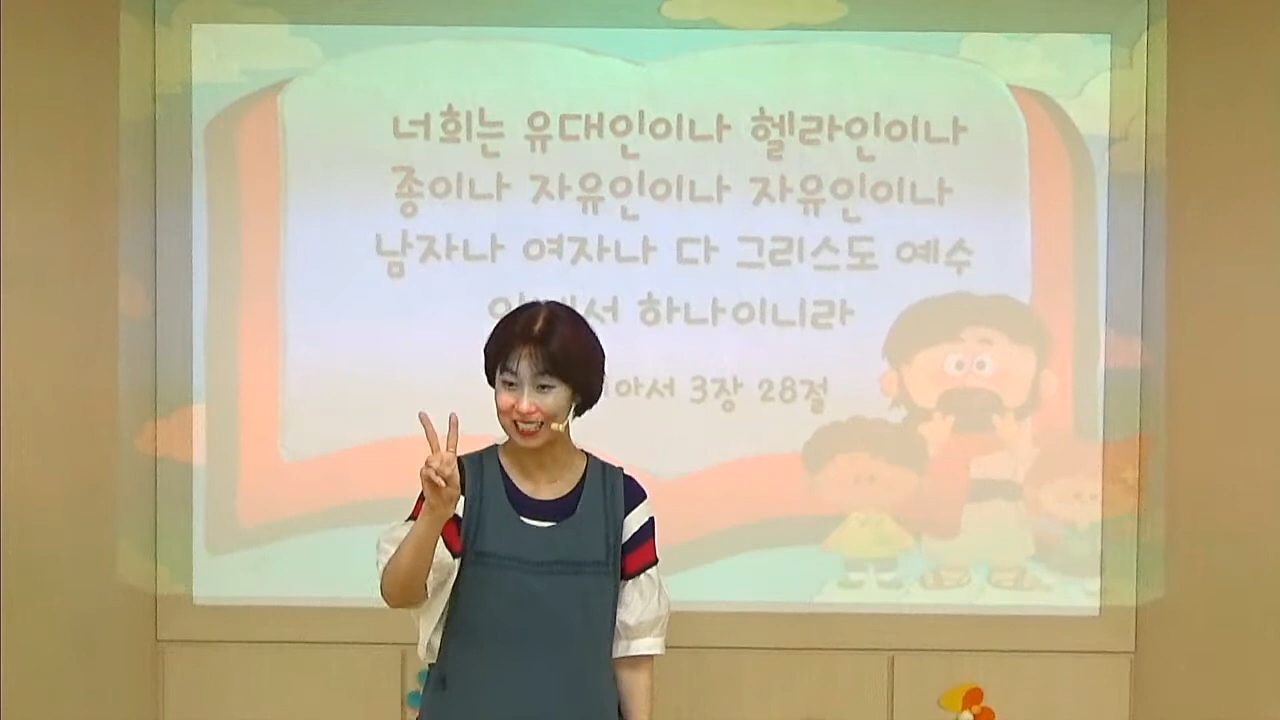 너희는 유대인이나 헬라인이나
종이나 자유인이나 자유인이나
남자나 여자나 다 그리스도 예수
하나이니라
3장 28절